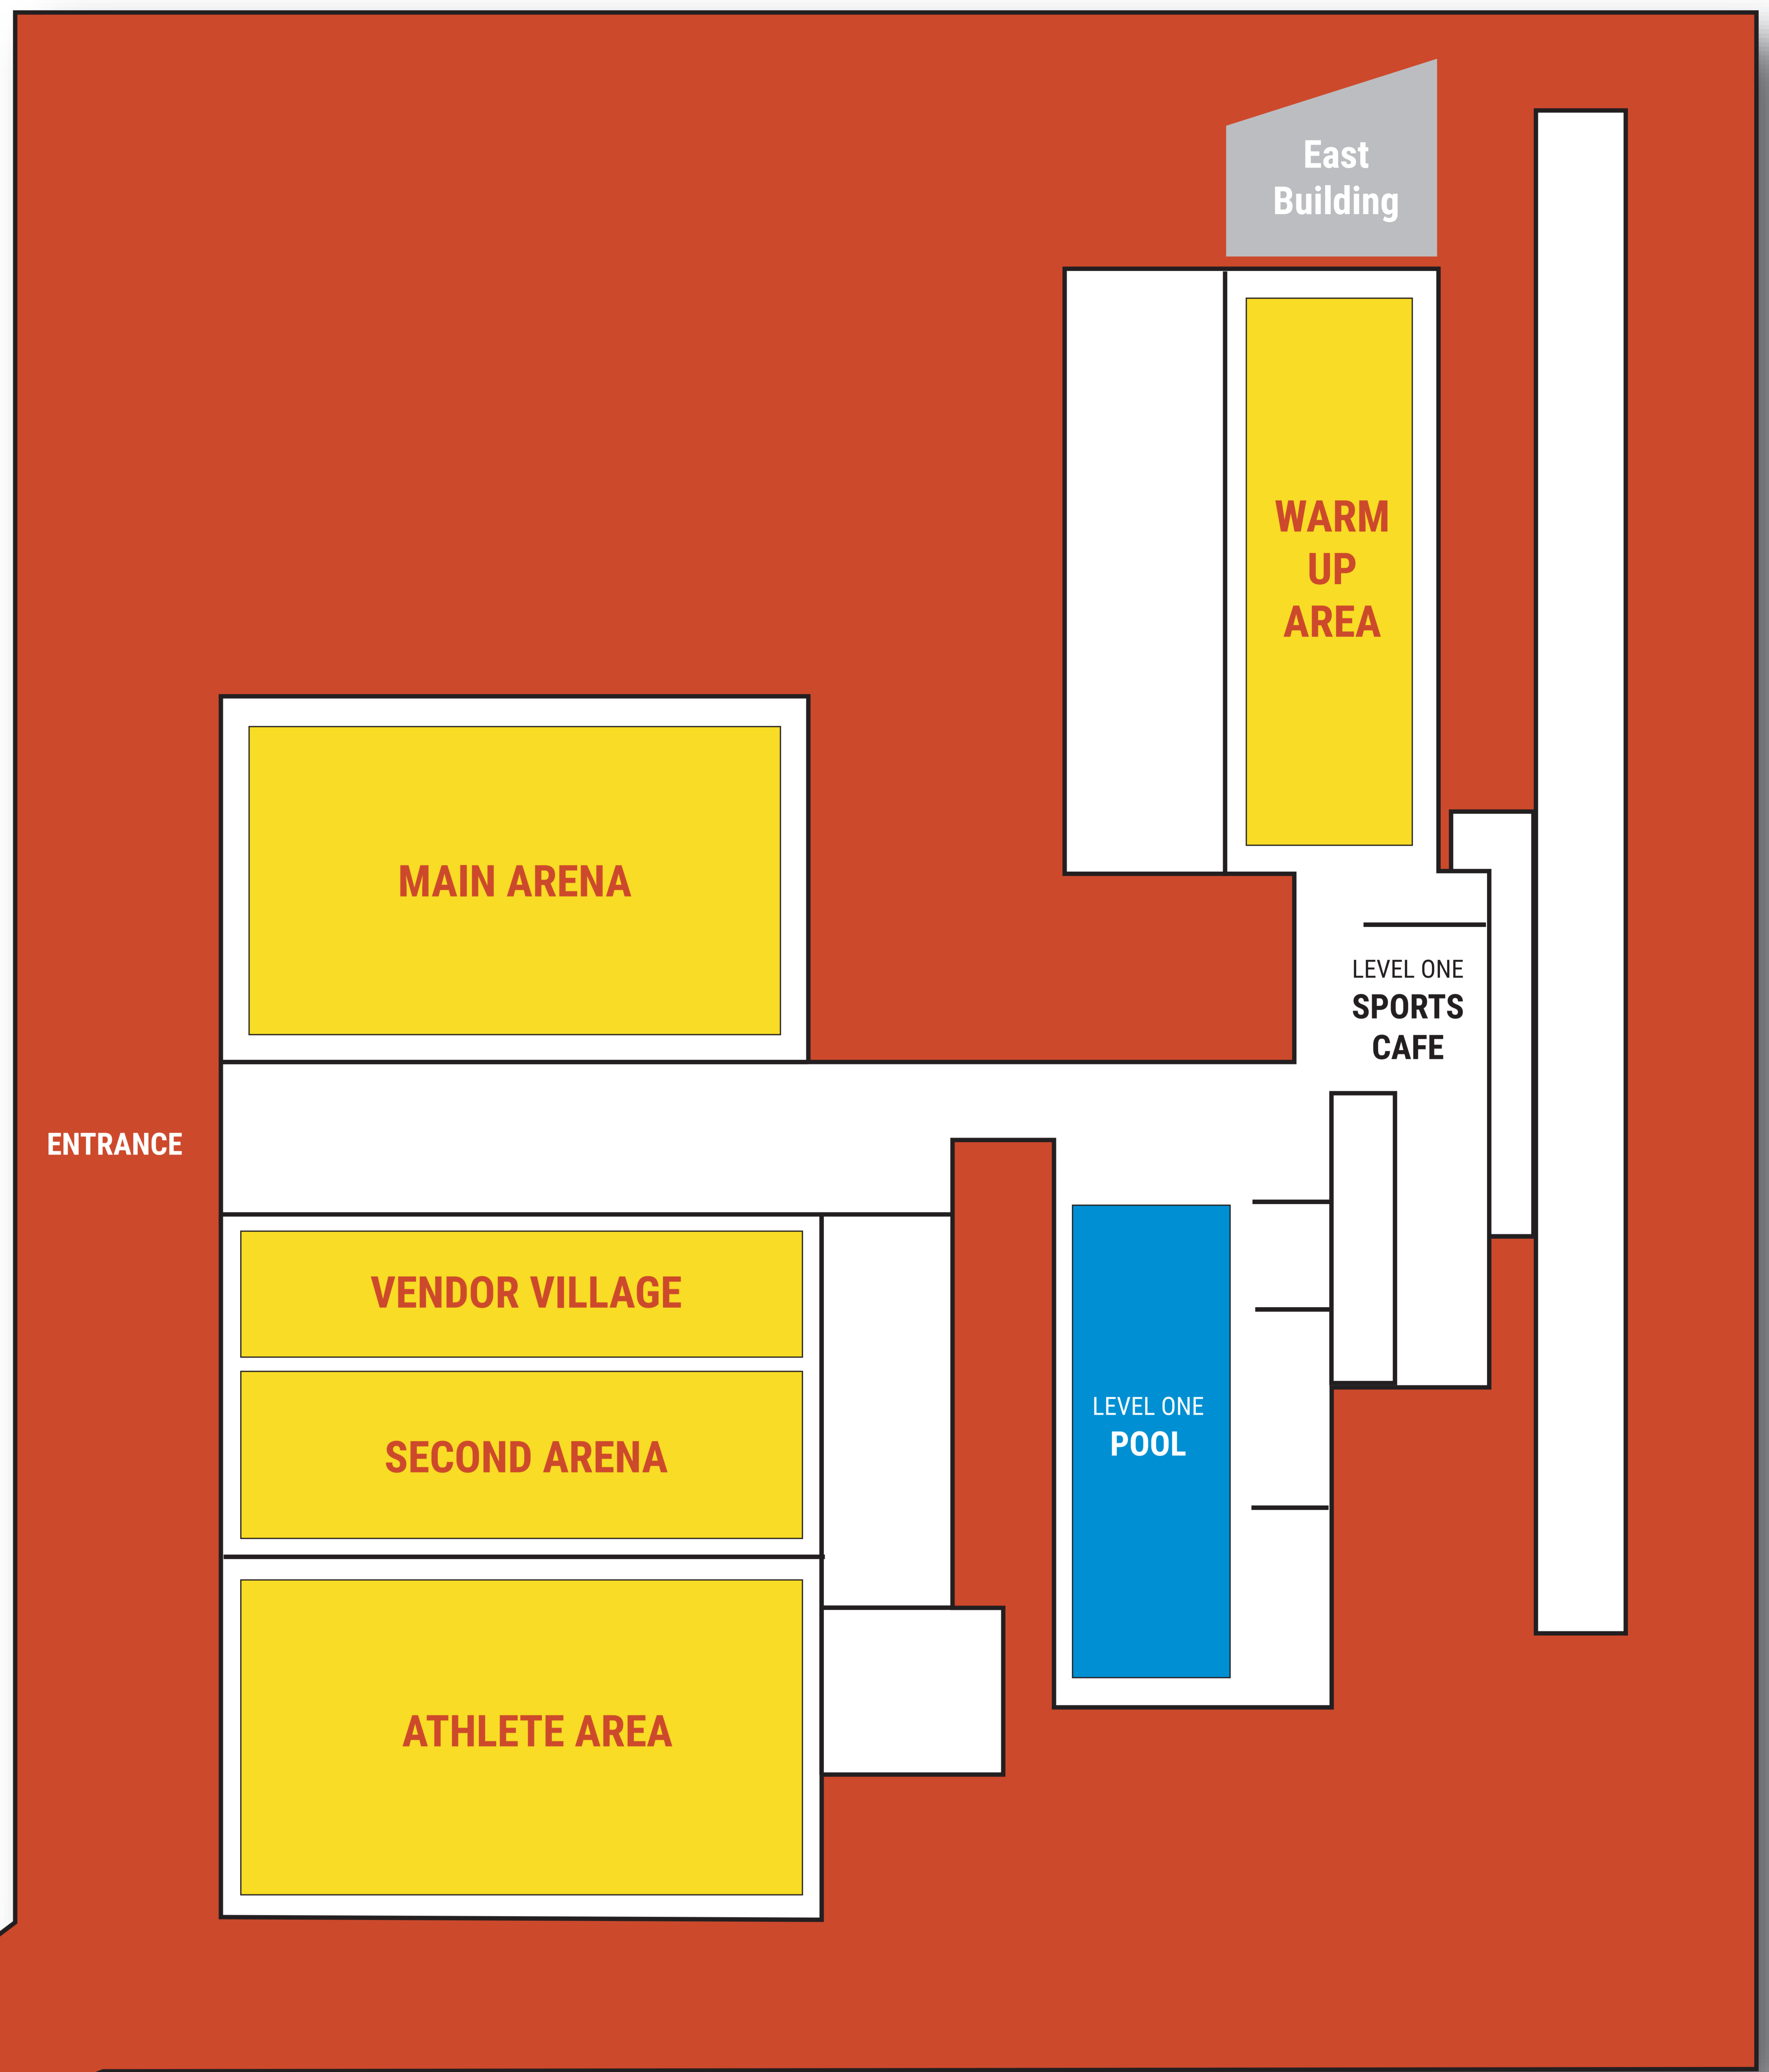 East
Building
WARM
UP
AREA
MAIN ARENA
LEVEL ONE
SPORTS
CAFE
ENTRANCE
VENDOR VILLAGE
SECOND ARENA
LEVEL ONE
POOL
ATHLETE AREA